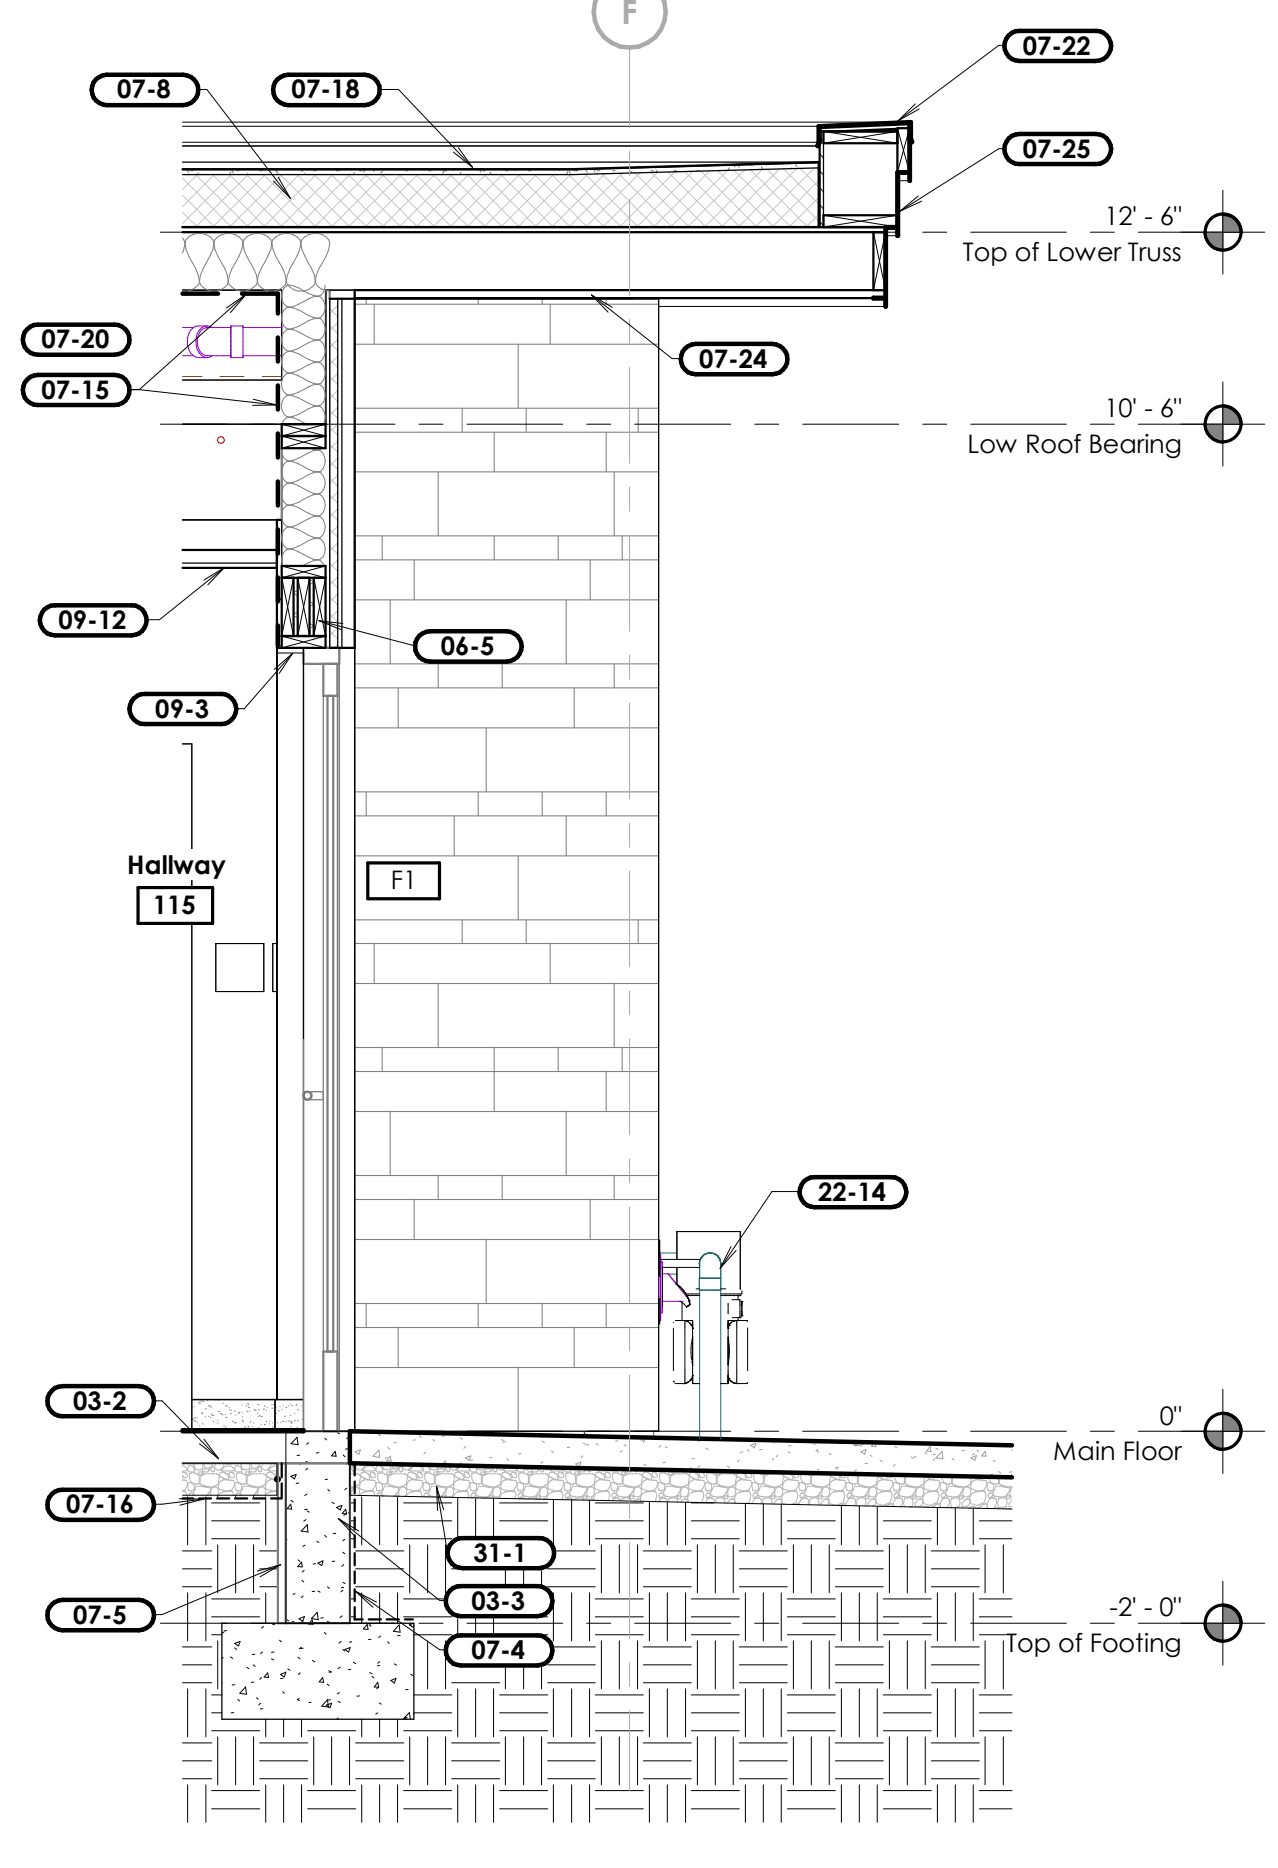 F
07-22
07-8
07-18
07-25
12' - 6"
Top of Lower Truss
07-20
07-24
07-15
10' - 6"
Low Roof Bearing
09-12
06-5
09-3
Hallway
115
F1
22-14
03-2
0"
Main Floor
07-16
31-1
03-3
07-5
-2' - 0"
Top of Footing
07-4